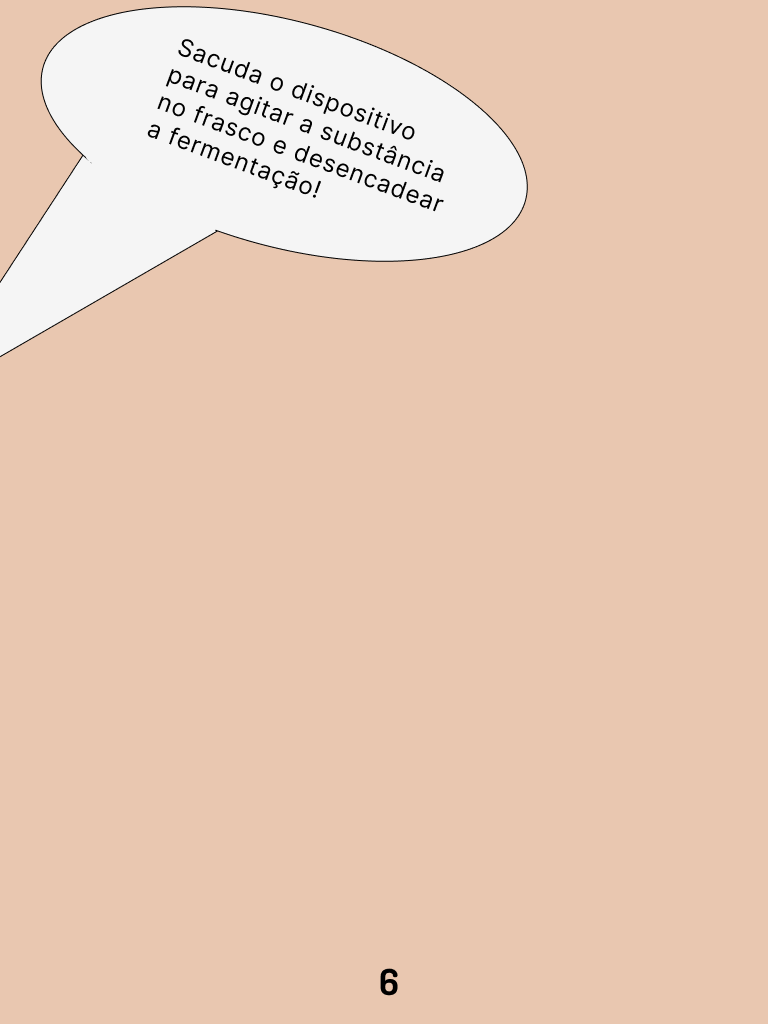 Sacuda o dispositivo
para agitar a substância
no frasco e desencadear
a fermentação!
6